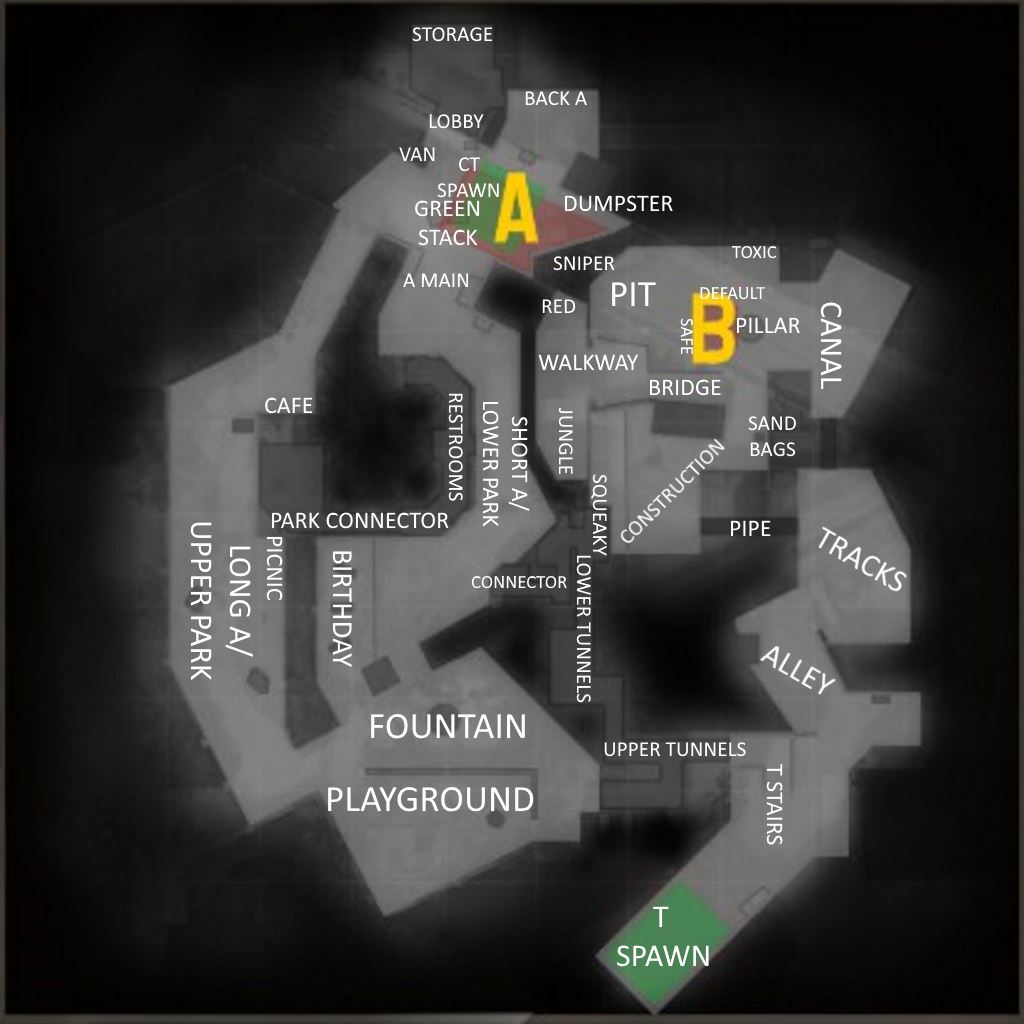 STORAGE
BACK A
LOBBY
VAN
CT
SPAWN
GREEN
STACK
A
DUMPSTER
A MAIN
SNIPER
TOXIC
RED
PIT
DEFAULT
SAFE
B
PILLAR
CANAL
WALKWAY
BRIDGE
CAFE
RESTROOMS
SHORT A/
LOWER PARK
JUNGLE
SAND
BAGS
CONSTRUCTION
SQUEAKY
PARK CONNECTOR
PIPE
TRACKS
LONG A/
UPPER PARK
PICNIC
BIRTHDAY
CONNECTOR
LOWER TUNNELS
ALLEY
FOUNTAIN
UPPER TUNNELS
PLAYGROUND
T STAIRS
T
SPAWN